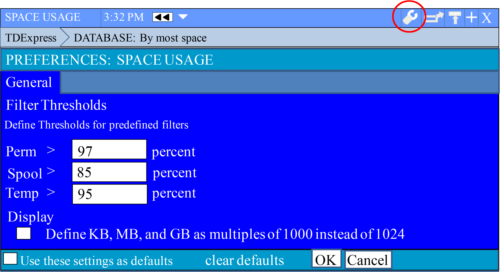 SPACE USAGE 3:32 PM
TDExpress DATABASE: By most space
PREFERENCES: SPACE USAGE
General
Filter Thresholds
Define Thresholds for predefined filters
Perm > 97 percent
Spool > 85 percent
Temp > 95 percent
Display
Define KB, MB, and GB as multiples of 1000 instead of 1024
Use these settings as defaults clear defaults OK Cancel